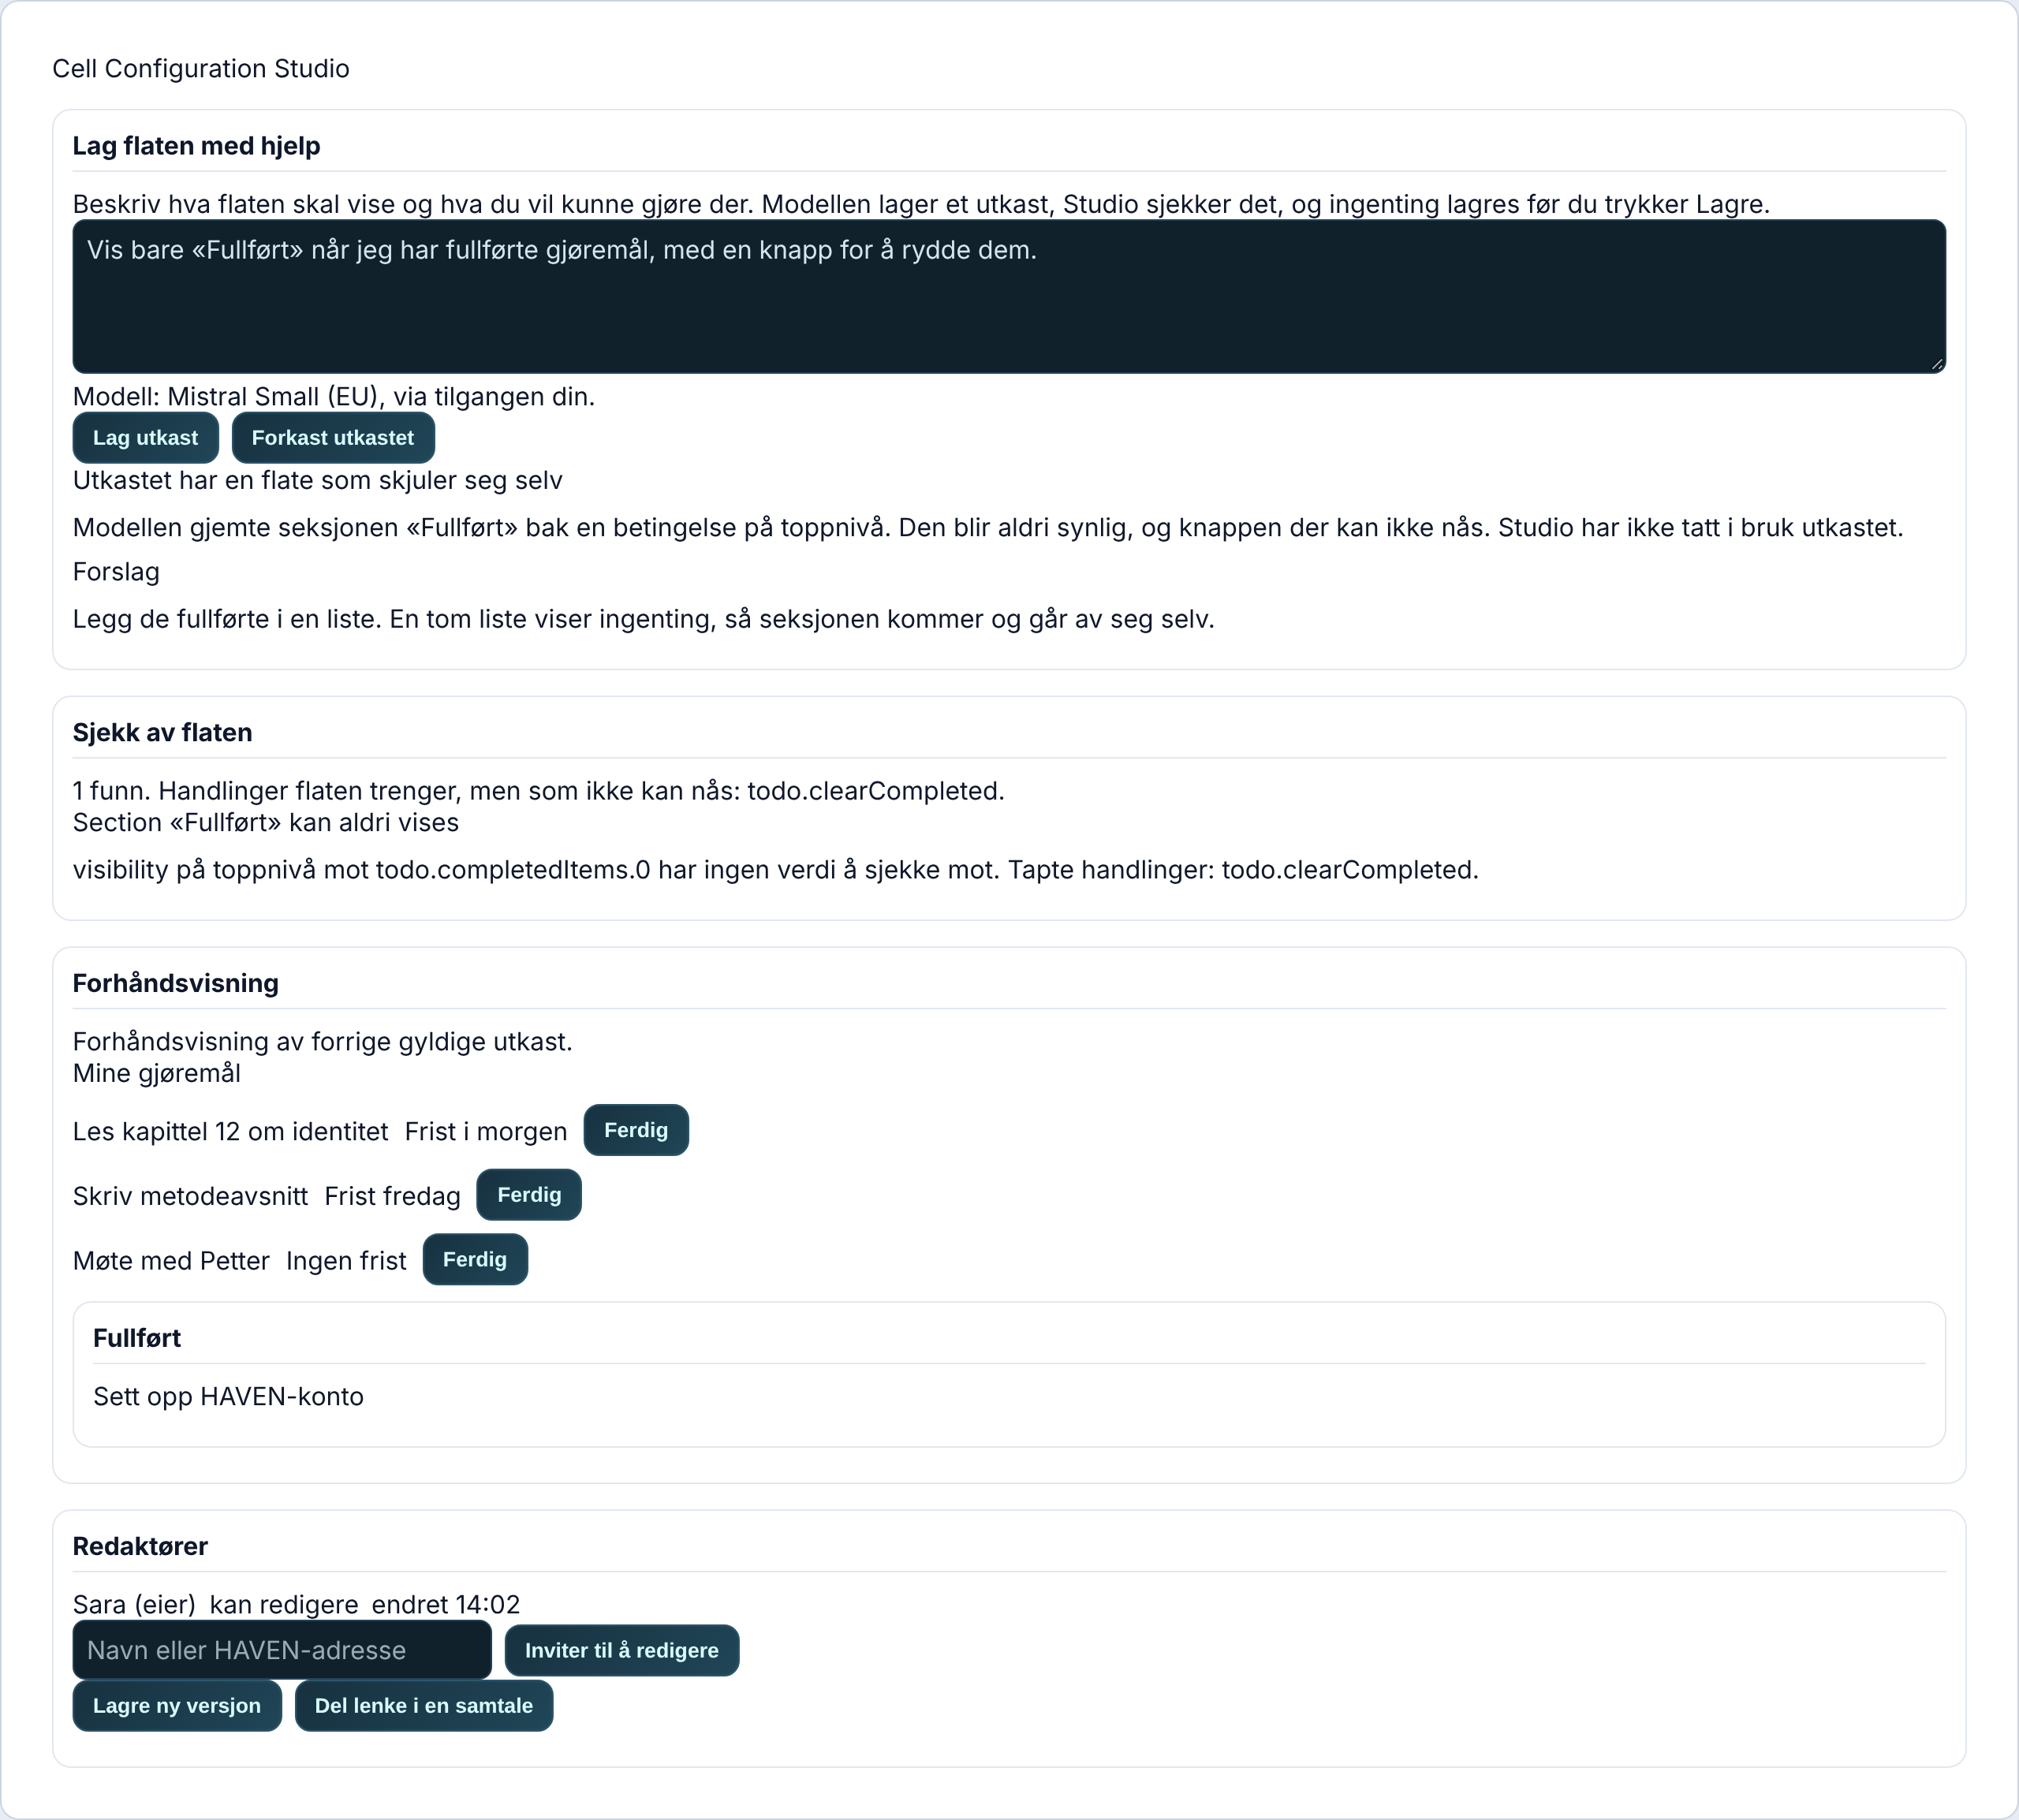 Cell Configuration Studio
Lag flaten med hjelp
Beskriv hva flaten skal vise og hva du vil kunne gjøre der. Modellen lager et utkast, Studio sjekker det, og ingenting lagres før du trykker Lagre.
Vis bare «Fullført» når jeg har fullførte gjøremål, med en knapp for å rydde dem.
Modell: Mistral Small (EU), via tilgangen din.
Lag utkast Forkast utkastet
Utkastet har en flate som skjuler seg selv
Modellen gjemte seksjonen «Fullført» bak en betingelse på toppnivå. Den blir aldri synlig, og knappen der kan ikke nås. Studio har ikke tatt i bruk utkastet.
Forslag
Legg de fullførte i en liste. En tom liste viser ingenting, så seksjonen kommer og går av seg selv.
Sjekk av flaten
1 funn. Handlinger flaten trenger, men som ikke kan nås: todo.clearCompleted.
Section «Fullført» kan aldri vises
visibility på toppnivå mot todo.completedItems.0 har ingen verdi å sjekke mot. Tapte handlinger: todo.clearCompleted.
Forhåndsvisning
Forhåndsvisning av forrige gyldige utkast.
Mine gjøremål
Les kapittel 12 om identitet Frist i morgen Ferdig
Skriv metodeavsnitt Frist fredag Ferdig
Møte med Petter Ingen frist Ferdig
Fullført
Sett opp HAVEN-konto
Redaktører
Sara (eier) kan redigere endret 14:02
Navn eller HAVEN-adresse Inviter til å redigere
Lagre ny versjon Del lenke i en samtale